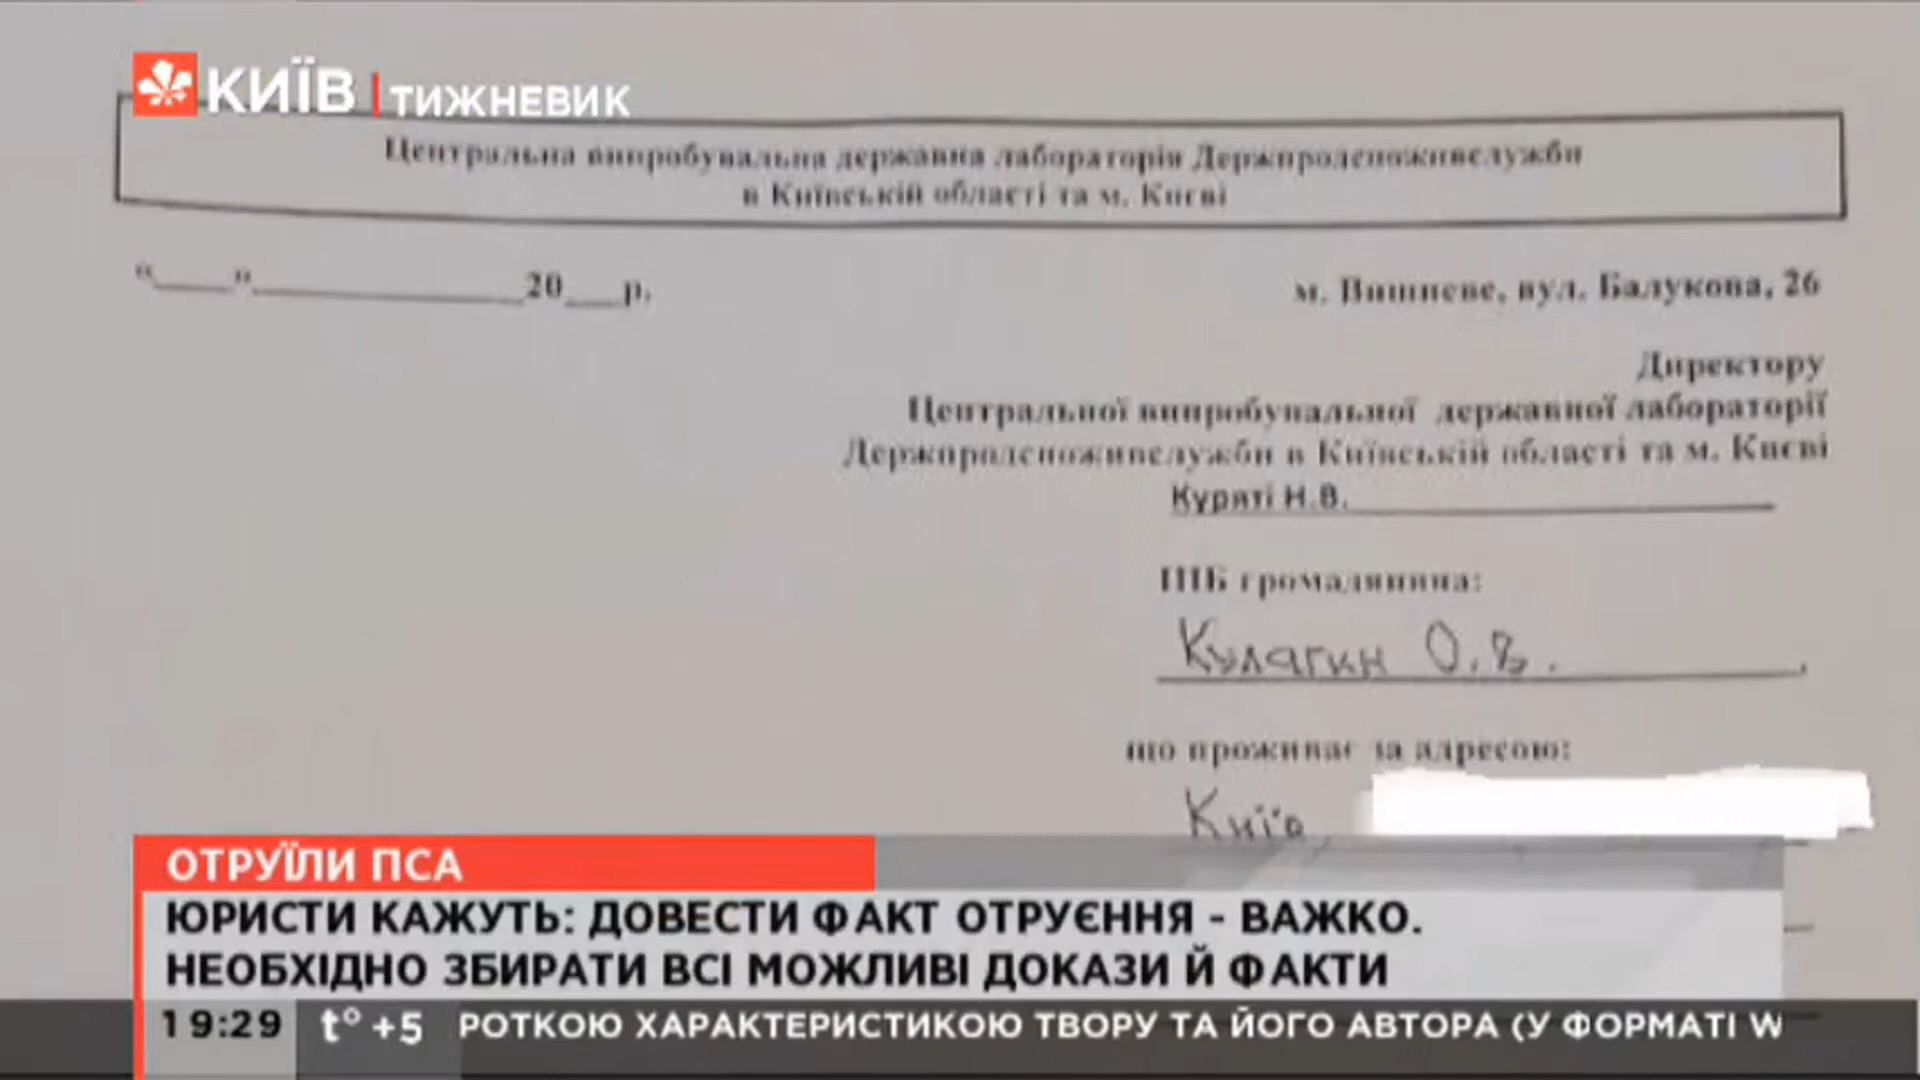 КИЇВ | ТИЖНЕВИК
Центральна випробувальна державна лабораторія Держпродспоживслужби
в Київській області та м. Києві
"____"_______________20___р.
м. Вишневе, вул. Балукова, 26
Директору
Центральної випробувальної державної лабораторії
Держпродспоживслужби в Київській області та м. Києві
Куряті Н.В.
ПІБ громадянина:
Кулагин О.В.
що проживає за адресою:
Київ,
ОТРУЇЛИ ПСА
ЮРИСТИ КАЖУТЬ: ДОВЕСТИ ФАКТ ОТРУЄННЯ - ВАЖКО.
НЕОБХІДНО ЗБИРАТИ ВСІ МОЖЛИВІ ДОКАЗИ Й ФАКТИ
19:29 t° +5 РОТКОЮ ХАРАКТЕРИСТИКОЮ ТВОРУ ТА ЙОГО АВТОРА (У ФОРМАТІ W